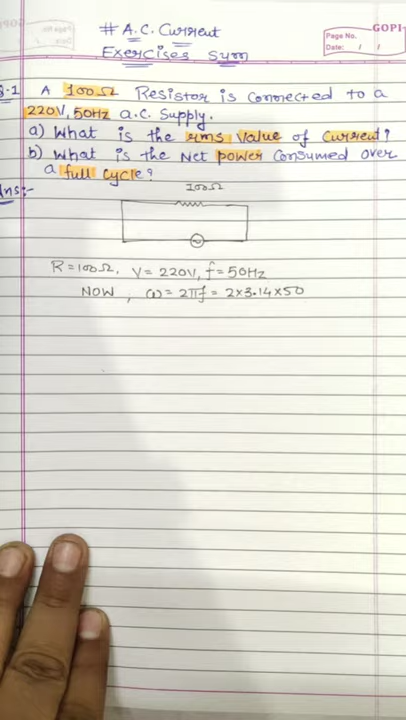 # A.C. Current
Exercises Sum
GOPI
Page No.
Date: / /
Q.1 A 100Ω Resistor is connected to a
220V, 50Hz a.c. Supply.
a) What is the rms value of current?
b) What is the Net power consumed over
a full cycle?
Ans:-
100Ω
R = 100Ω, V = 220V, f = 50Hz
NOW, ω = 2πf = 2×3.14×50